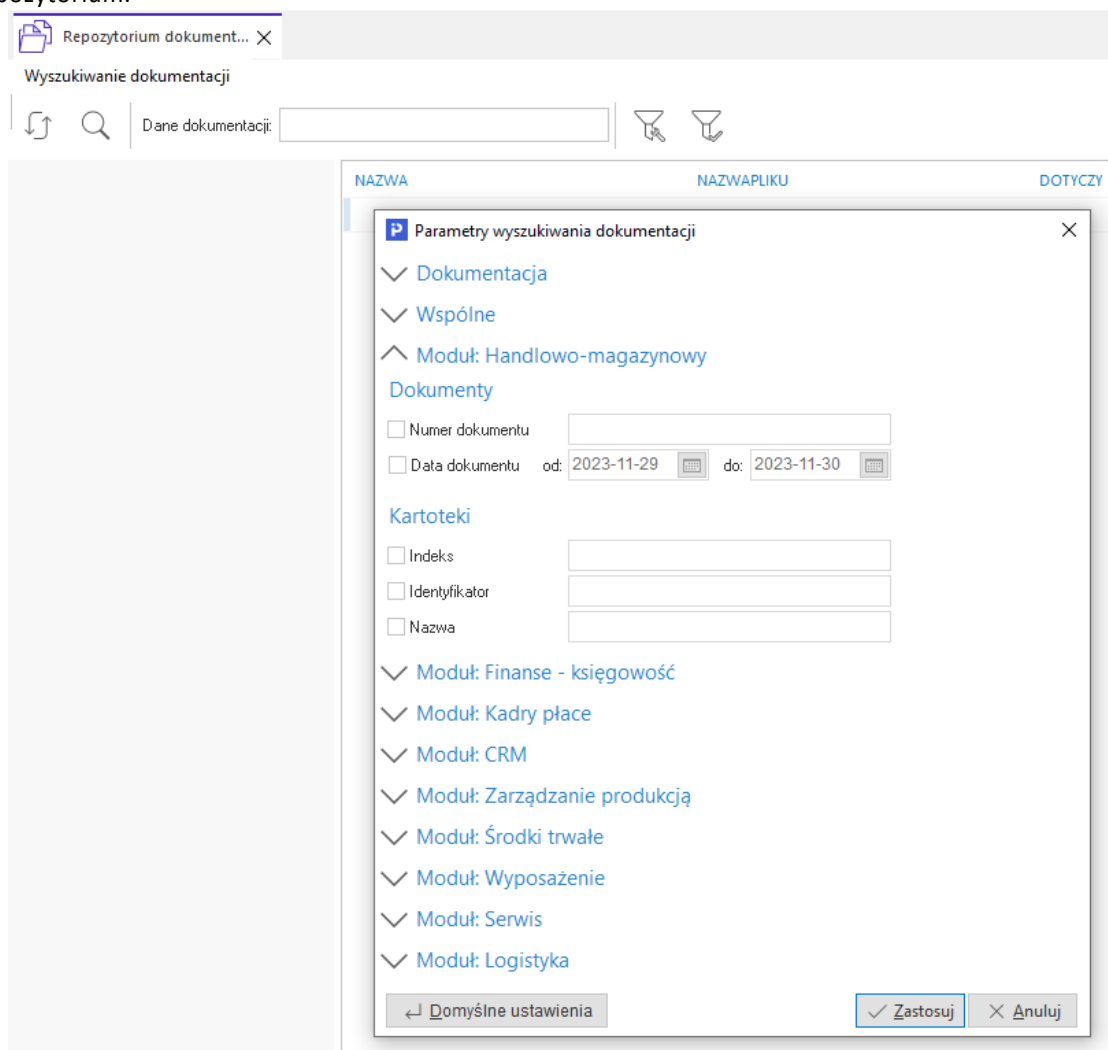 Repozytorium dokument...
Wyszukiwanie dokumentacji
Dane dokumentacji:
NAZWA NAZWAPLIKU DOTYCZY
Parametry wyszukiwania dokumentacji
Dokumentacja
Wspólne
Moduł: Handlowo-magazynowy
Dokumenty
Numer dokumentu
Data dokumentu od: 2023-11-29 do: 2023-11-30
Kartoteki
Indeks
Identyfikator
Nazwa
Moduł: Finanse - księgowość
Moduł: Kadry płace
Moduł: CRM
Moduł: Zarządzanie produkcją
Moduł: Środki trwałe
Moduł: Wyposażenie
Moduł: Serwis
Moduł: Logistyka
Domyślne ustawienia Zastosuj Anuluj